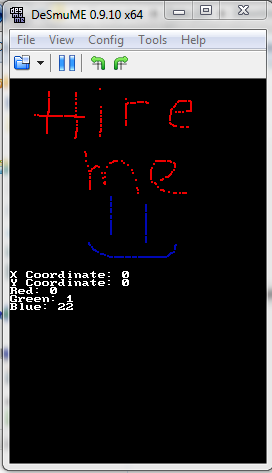 DeSmuME 0.9.10 x64
File View Config Tools Help
Hire
me
X Coordinate: 0
Y Coordinate: 0
Red: 0
Green: 1
Blue: 22